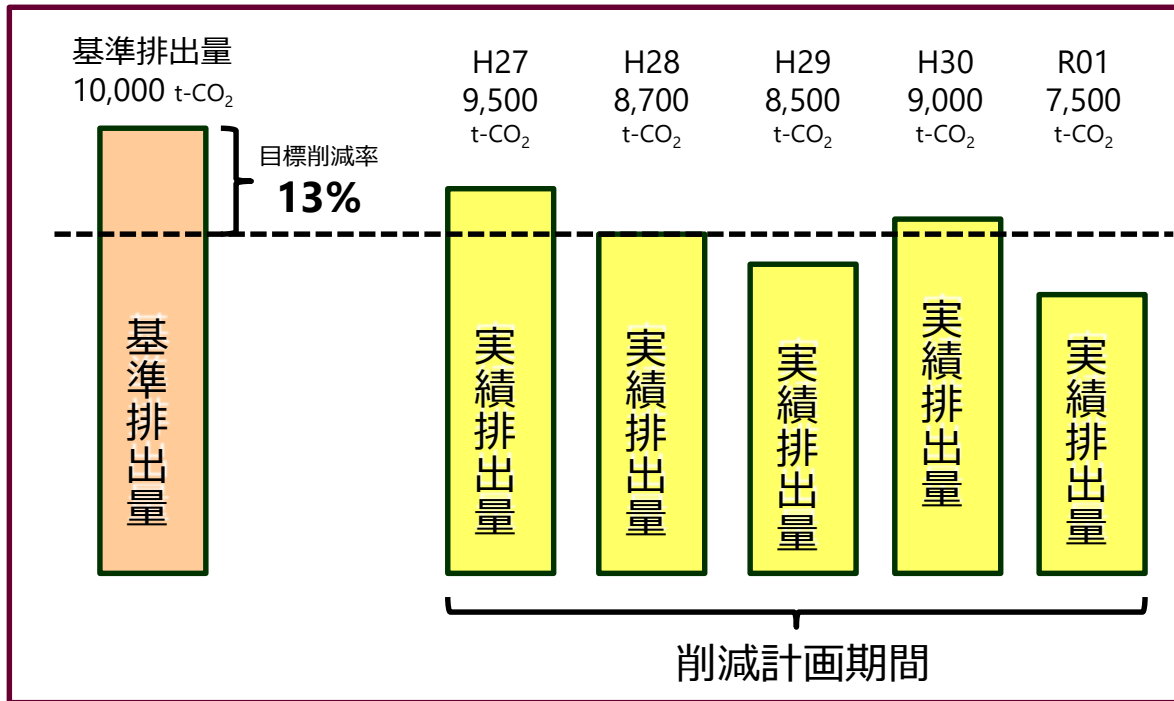 基準排出量
10,000 t-CO₂
目標削減率
13%
H27
9,500
t-CO₂
H28
8,700
t-CO₂
H29
8,500
t-CO₂
H30
9,000
t-CO₂
R01
7,500
t-CO₂
基準排出量
実績排出量
実績排出量
実績排出量
実績排出量
実績排出量
削減計画期間